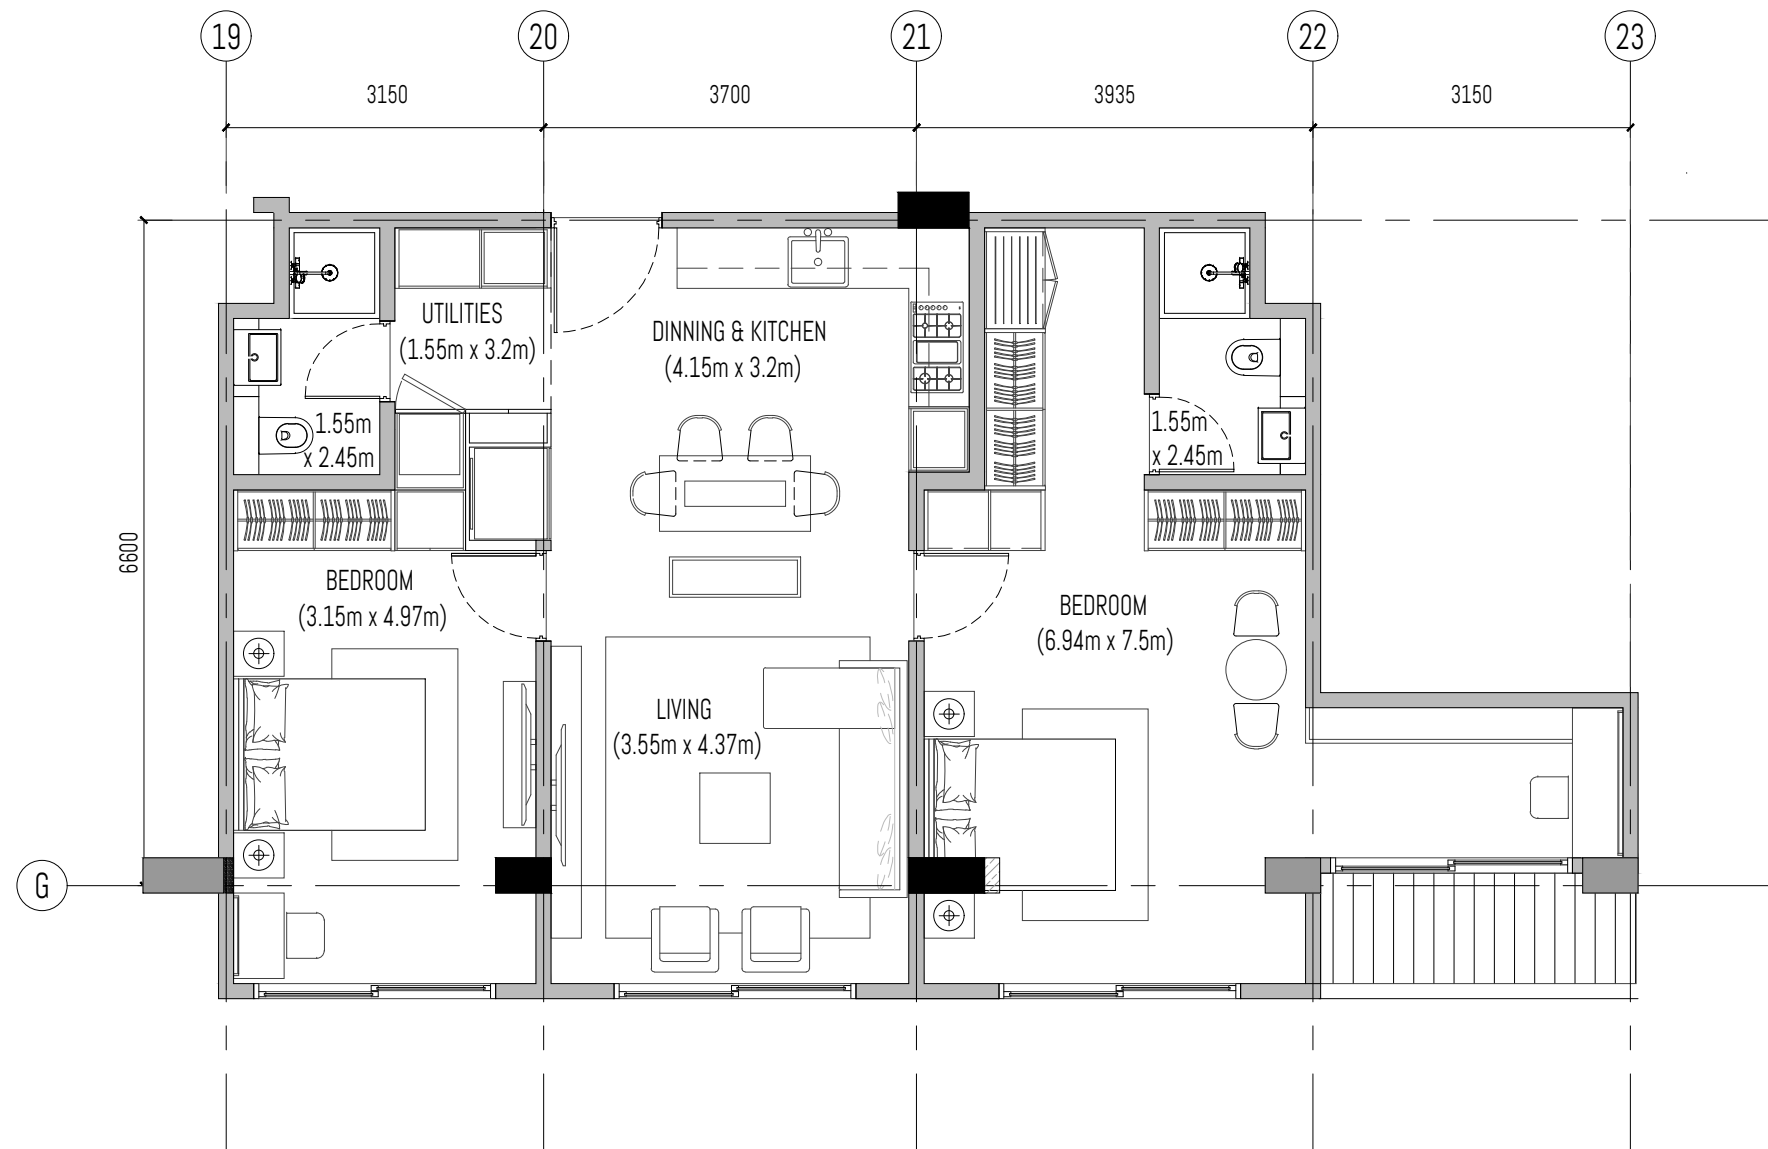 19
20
21
22
23
3150
3700
3935
3150
UTILITIES
(1.55m x 3.2m)
DINNING & KITCHEN
(4.15m x 3.2m)
1.55m
x 2.45m
1.55m
x 2.45m
6600
BEDROOM
(3.15m x 4.97m)
BEDROOM
(6.94m x 7.5m)
LIVING
(3.55m x 4.37m)
G